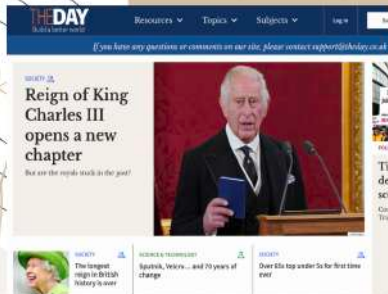 THEDAY
Build a better world
Resources
Topics
Subjects
Log in
If you have any questions or comments on our site, please contact support@theday.co.uk
SOCIETY
Reign of King
Charles III
opens a new
chapter
But are the royals stuck in the past?
SOCIETY
The longest
reign in British
history is over
SCIENCE & TECHNOLOGY
Sputnik, Velcro... and 70 years of
change
SOCIETY
Over 65s top under 5s for first time
ever